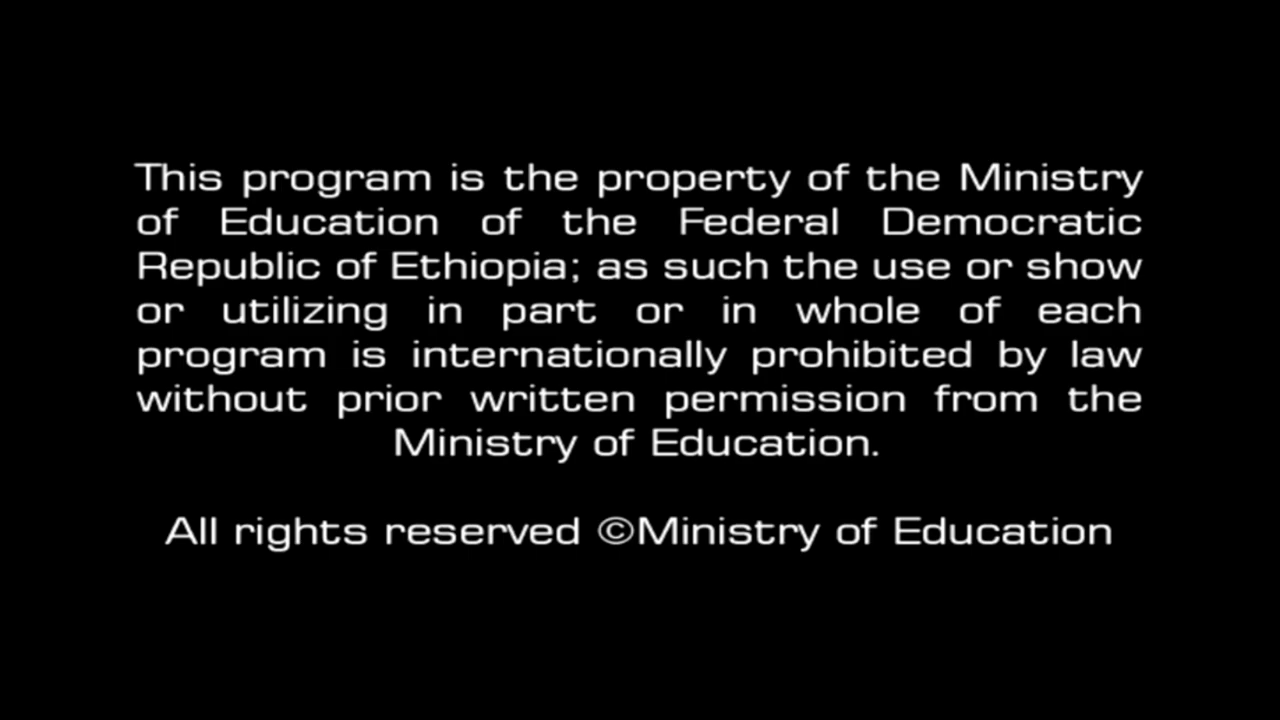 This program is the property of the Ministry
of Education of the Federal Democratic
Republic of Ethiopia; as such the use or show
or utilizing in part or in whole of each
program is internationally prohibited by law
without prior written permission from the
Ministry of Education.
All rights reserved ©Ministry of Education